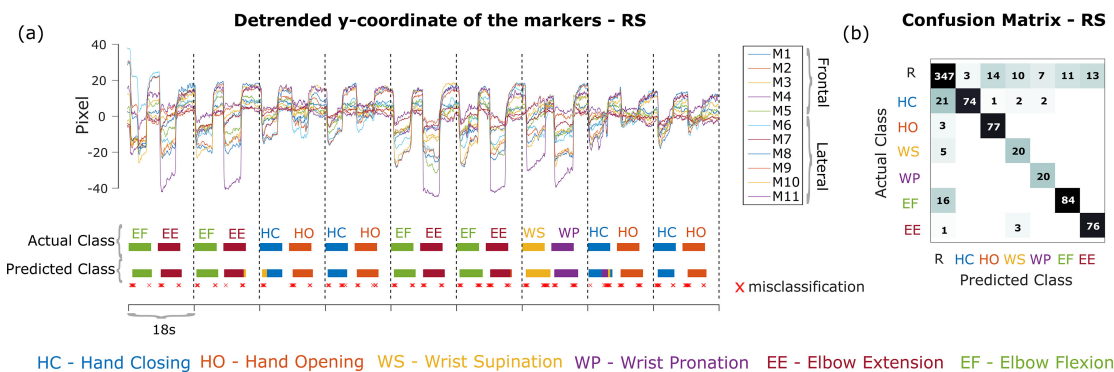 Detrended y-coordinate of the markers - RS
(a)
40
20
0
-20
-40
Pixel
M1
M2
M3
M4
M5
M6
M7
M8
M9
M10
M11
Frontal
Lateral
Actual Class
EF EE EF EE HC HO HC HO EF EE EF EE WS WP HC HO HC HO
Predicted Class
x misclassification
18s
Confusion Matrix - RS
(b)
Actual Class
R 347 3 14 10 7 11 13
HC 21 74 1 2 2
HO 3 77
WS 5 20
WP 20
EF 16 84
EE 1 3 76
R HC HO WS WP EF EE
Predicted Class
HC - Hand Closing HO - Hand Opening WS - Wrist Supination WP - Wrist Pronation EE - Elbow Extension EF - Elbow Flexion